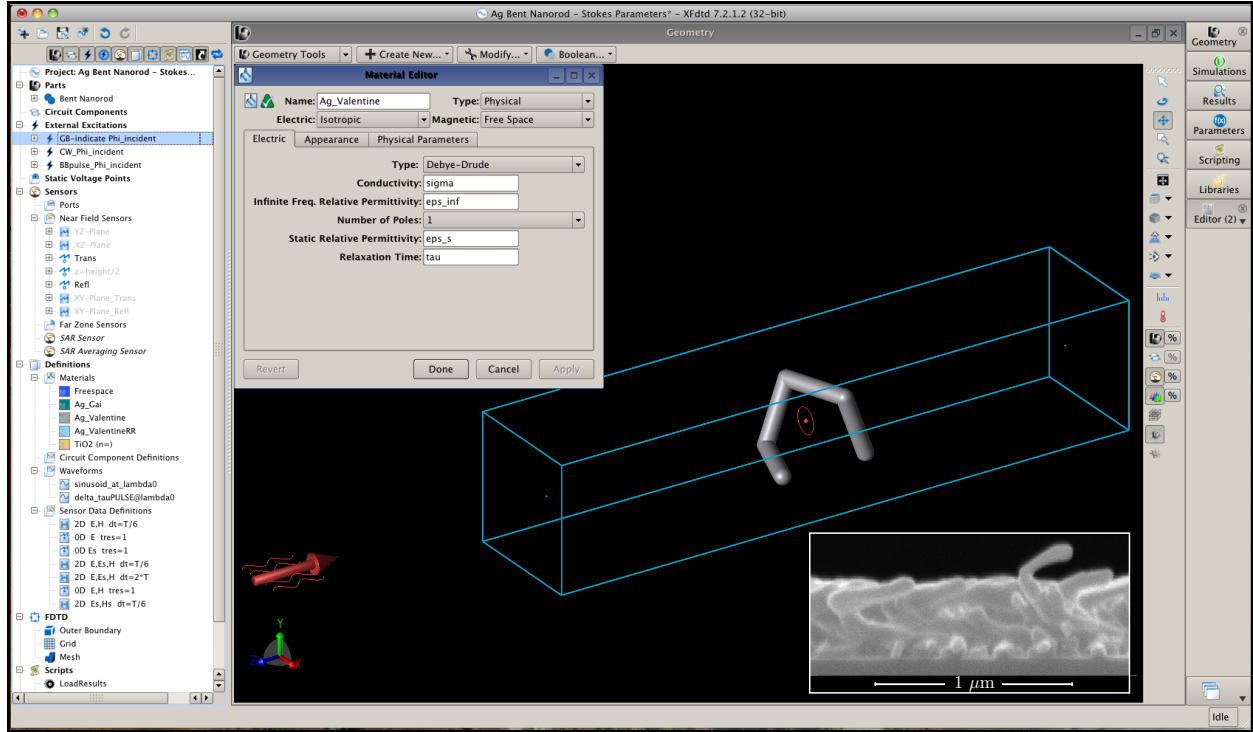 Ag Bent Nanorod – Stokes Parameters* – XFdtd 7.2.1.2 (32-bit)
Project: Ag Bent Nanorod – Stokes...
Parts
Bent Nanorod
Circuit Components
External Excitations
GB-indicate Phi_incident
CW_Phi_incident
BBpulse_Phi_incident
Static Voltage Points
Sensors
Ports
Near Field Sensors
YZ-Plane
XZ-Plane
Trans
z=height/2
Refl
XY-Plane_Trans
XY-Plane_Refl
Far Zone Sensors
SAR Sensor
SAR Averaging Sensor
Definitions
Materials
Freespace
Ag_Gai
Ag_Valentine
Ag_ValentineRR
TiO2 (n=)
Circuit Component Definitions
Waveforms
sinusoid_at_lambda0
delta_tauPULSE@lambda0
Sensor Data Definitions
2D E,H dt=T/6
0D E tres=1
0D Es tres=1
2D E,Es,H dt=T/6
2D E,Es,H dt=2*T
0D E,H tres=1
2D Es,Hs dt=T/6
FDTD
Outer Boundary
Grid
Mesh
Scripts
LoadResults
Geometry
Geometry Tools
Create New...
Modify...
Boolean...
Material Editor
Name: Ag_Valentine Type: Physical
Electric: Isotropic Magnetic: Free Space
Electric Appearance Physical Parameters
Type: Debye-Drude
Conductivity: sigma
Infinite Freq. Relative Permittivity: eps_inf
Number of Poles: 1
Static Relative Permittivity: eps_s
Relaxation Time: tau
Revert Done Cancel Apply
Y
Z
X
1 μm
%
%
%
%
Geometry
Simulations
Results
f(x)
Parameters
Scripting
Libraries
Editor (2)
Idle